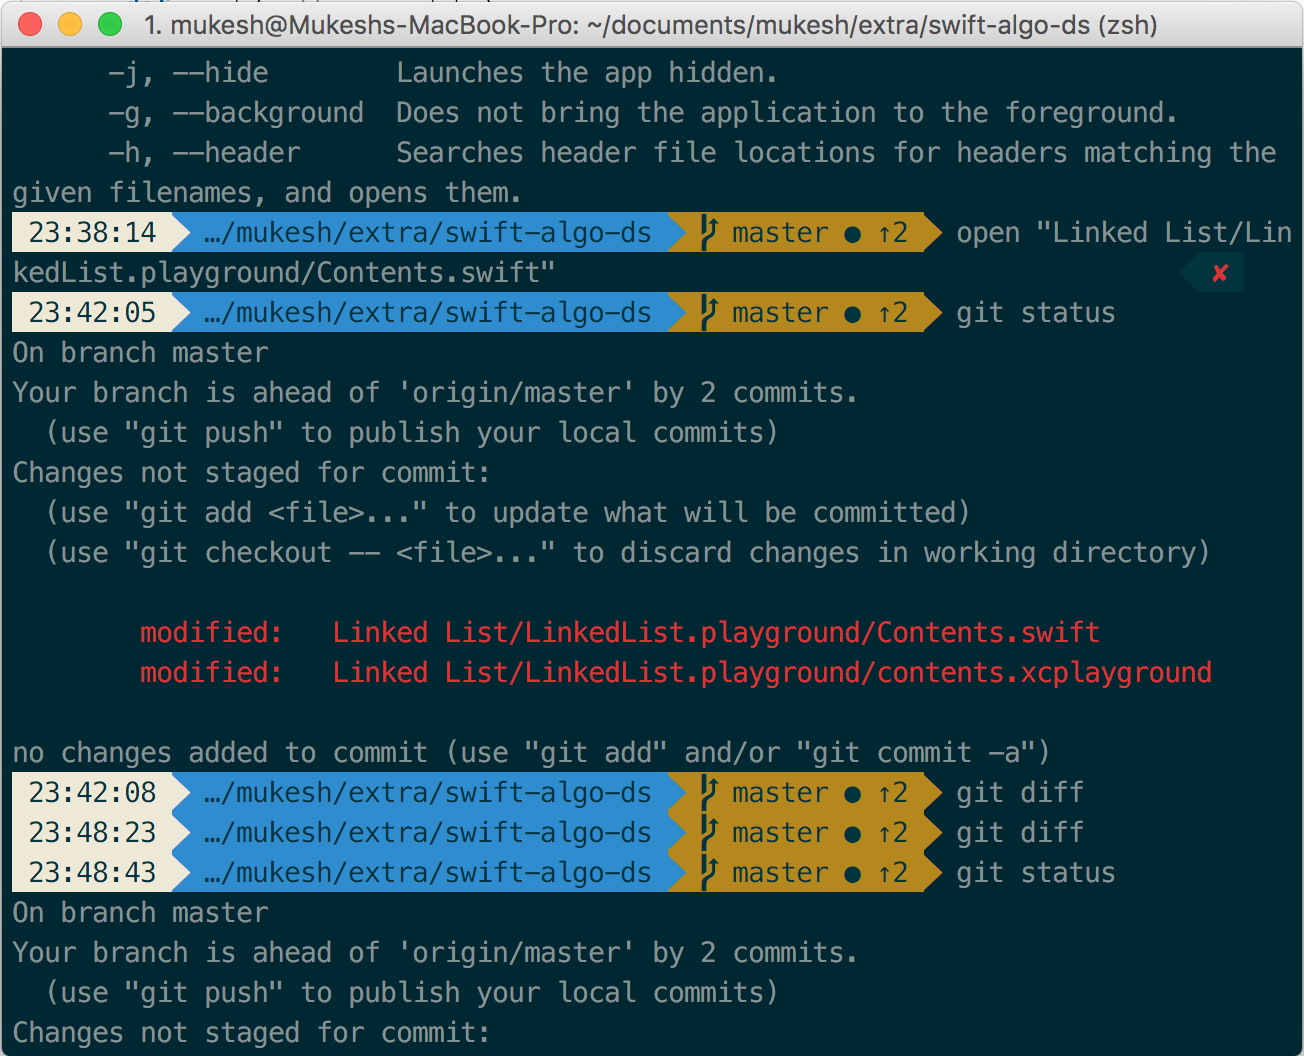 1. mukesh@Mukeshs-MacBook-Pro: ~/documents/mukesh/extra/swift-algo-ds (zsh)
-j, --hide        Launches the app hidden.
-g, --background  Does not bring the application to the foreground.
-h, --header      Searches header file locations for headers matching the
given filenames, and opens them.
23:38:14 …/mukesh/extra/swift-algo-ds master ● ↑2 open "Linked List/Lin
kedList.playground/Contents.swift" ✘
23:42:05 …/mukesh/extra/swift-algo-ds master ● ↑2 git status
On branch master
Your branch is ahead of 'origin/master' by 2 commits.
  (use "git push" to publish your local commits)
Changes not staged for commit:
  (use "git add <file>..." to update what will be committed)
  (use "git checkout -- <file>..." to discard changes in working directory)
modified:   Linked List/LinkedList.playground/Contents.swift
modified:   Linked List/LinkedList.playground/contents.xcplayground
no changes added to commit (use "git add" and/or "git commit -a")
23:42:08 …/mukesh/extra/swift-algo-ds master ● ↑2 git diff
23:48:23 …/mukesh/extra/swift-algo-ds master ● ↑2 git diff
23:48:43 …/mukesh/extra/swift-algo-ds master ● ↑2 git status
On branch master
Your branch is ahead of 'origin/master' by 2 commits.
  (use "git push" to publish your local commits)
Changes not staged for commit: